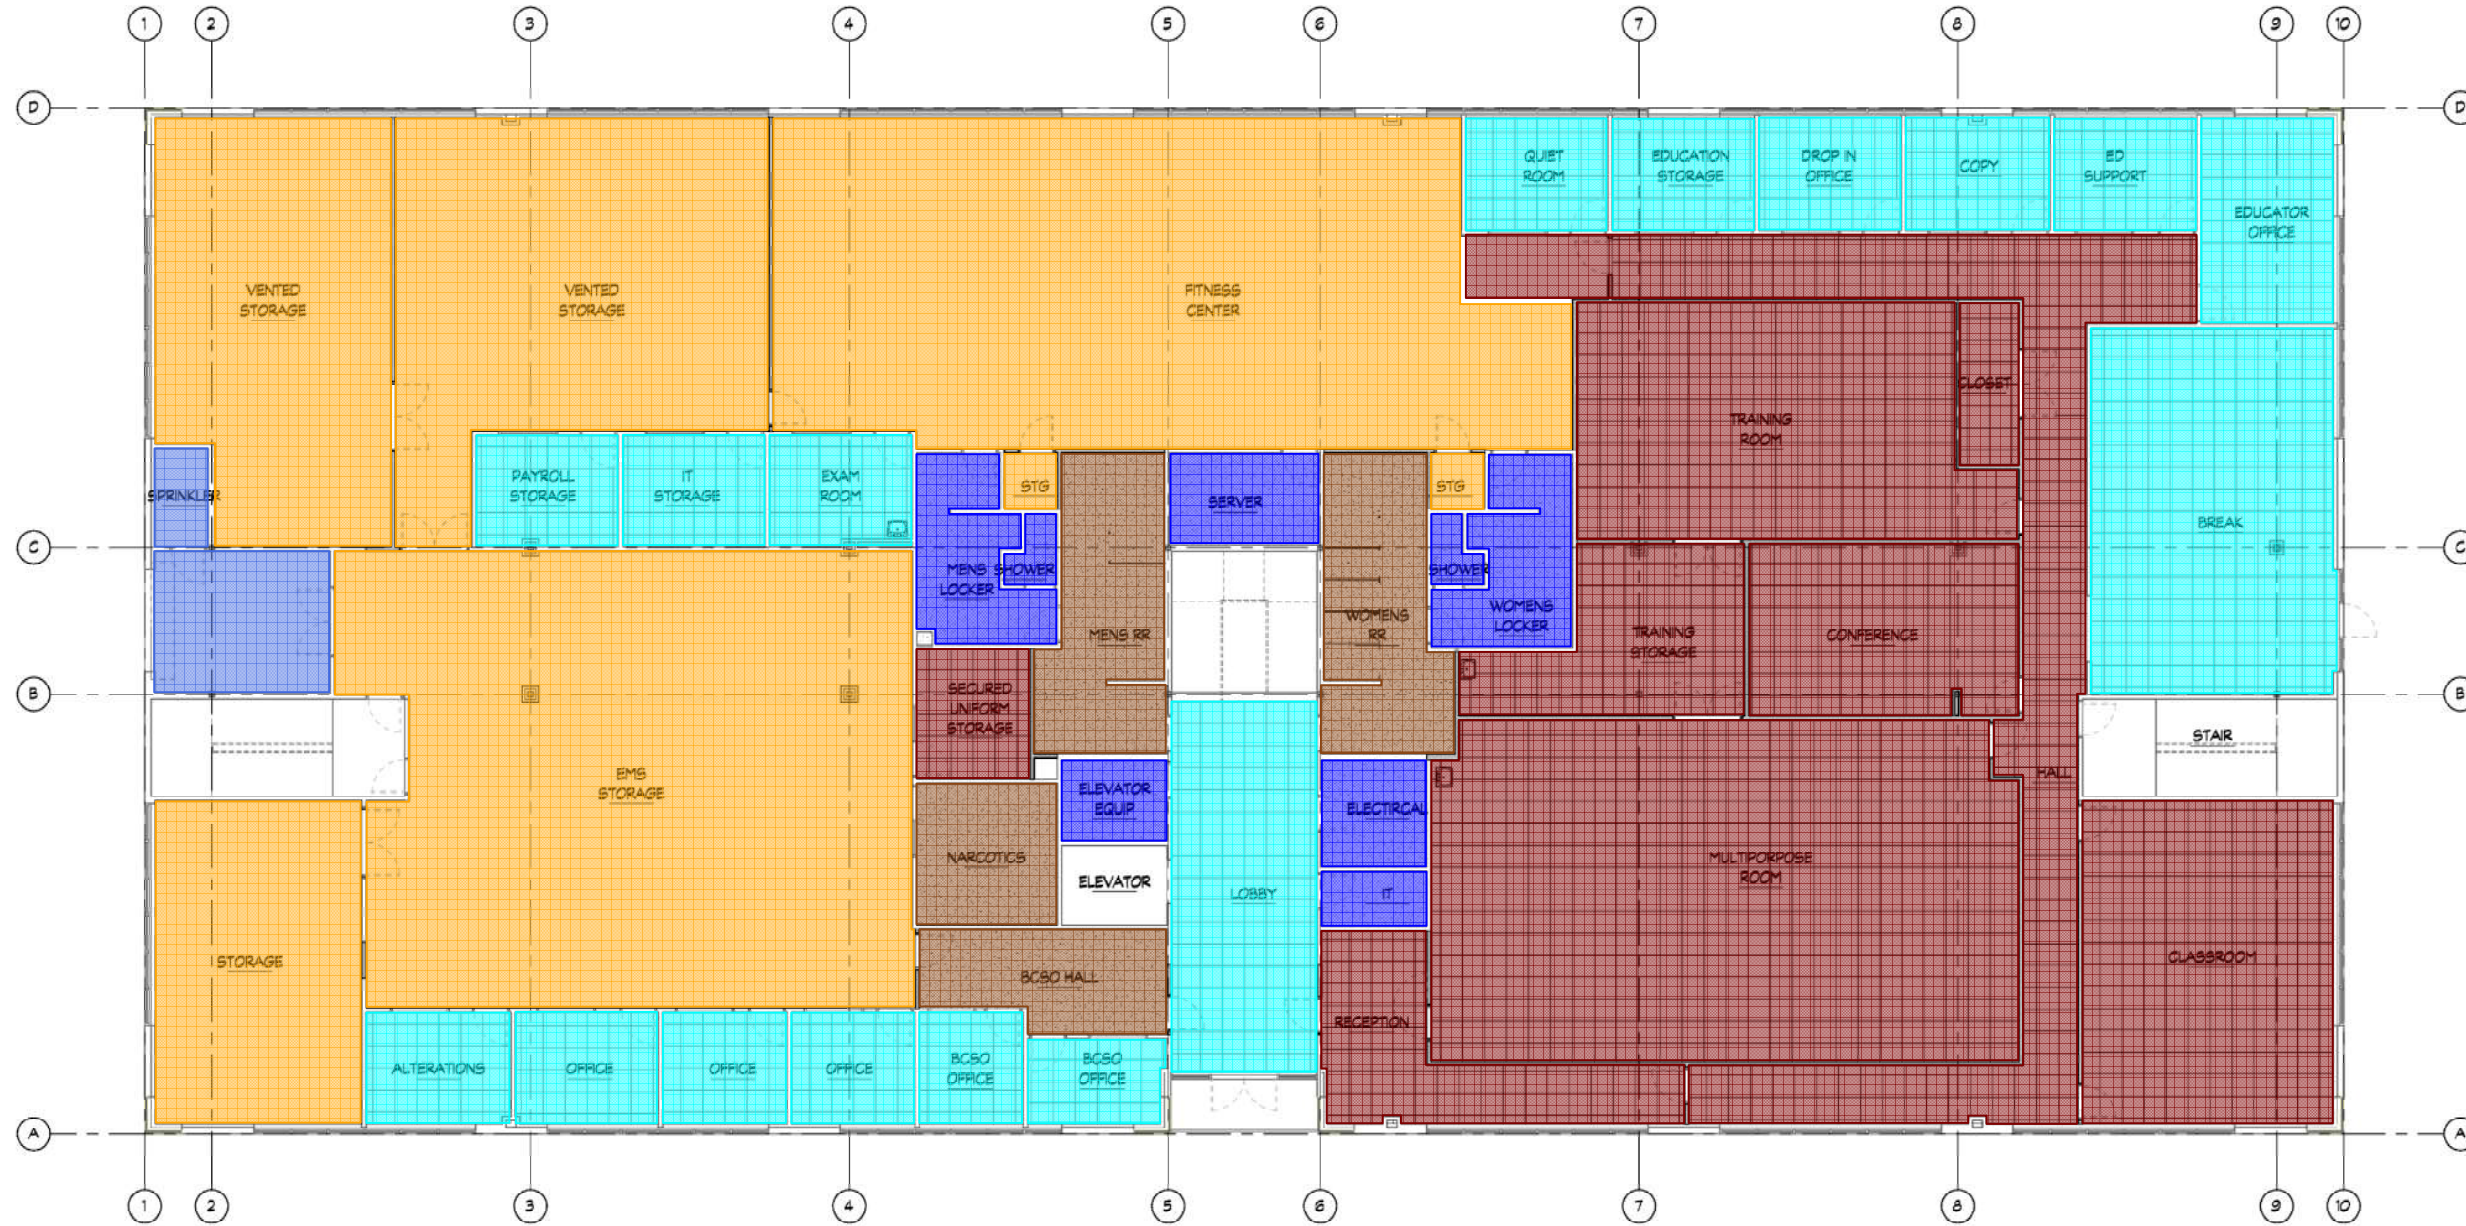 1 2 3 4 5 6 7 8 9 10
D D
QUIET
ROOM
EDUCATION
STORAGE
DROP IN
OFFICE
COPY
ED
SUPPORT
EDUCATOR
OFFICE
VENTED
STORAGE
VENTED
STORAGE
FITNESS
CENTER
CLOSET
TRAINING
ROOM
SPRINKLER
PAYROLL
STORAGE
IT
STORAGE
EXAM
ROOM
STG
SERVER
STG
BREAK
C C
MENS
LOCKER
SHOWER
SHOWER
WOMENS
LOCKER
MENS RR
WOMENS
RR
TRAINING
STORAGE
CONFERENCE
B B
SECURED
UNIFORM
STORAGE
STAIR
EMS
STORAGE
HALL
ELEVATOR
EQUIP
ELECTIRCAL
NARCOTICS
MULTIPORPOSE
ROOM
ELEVATOR
LOBBY
IT
STORAGE
BCSO HALL
CLASSROOM
RECEPTION
ALTERATIONS
OFFICE
OFFICE
OFFICE
BCSO
OFFICE
BCSO
OFFICE
A A
1 2 3 4 5 6 7 8 9 10